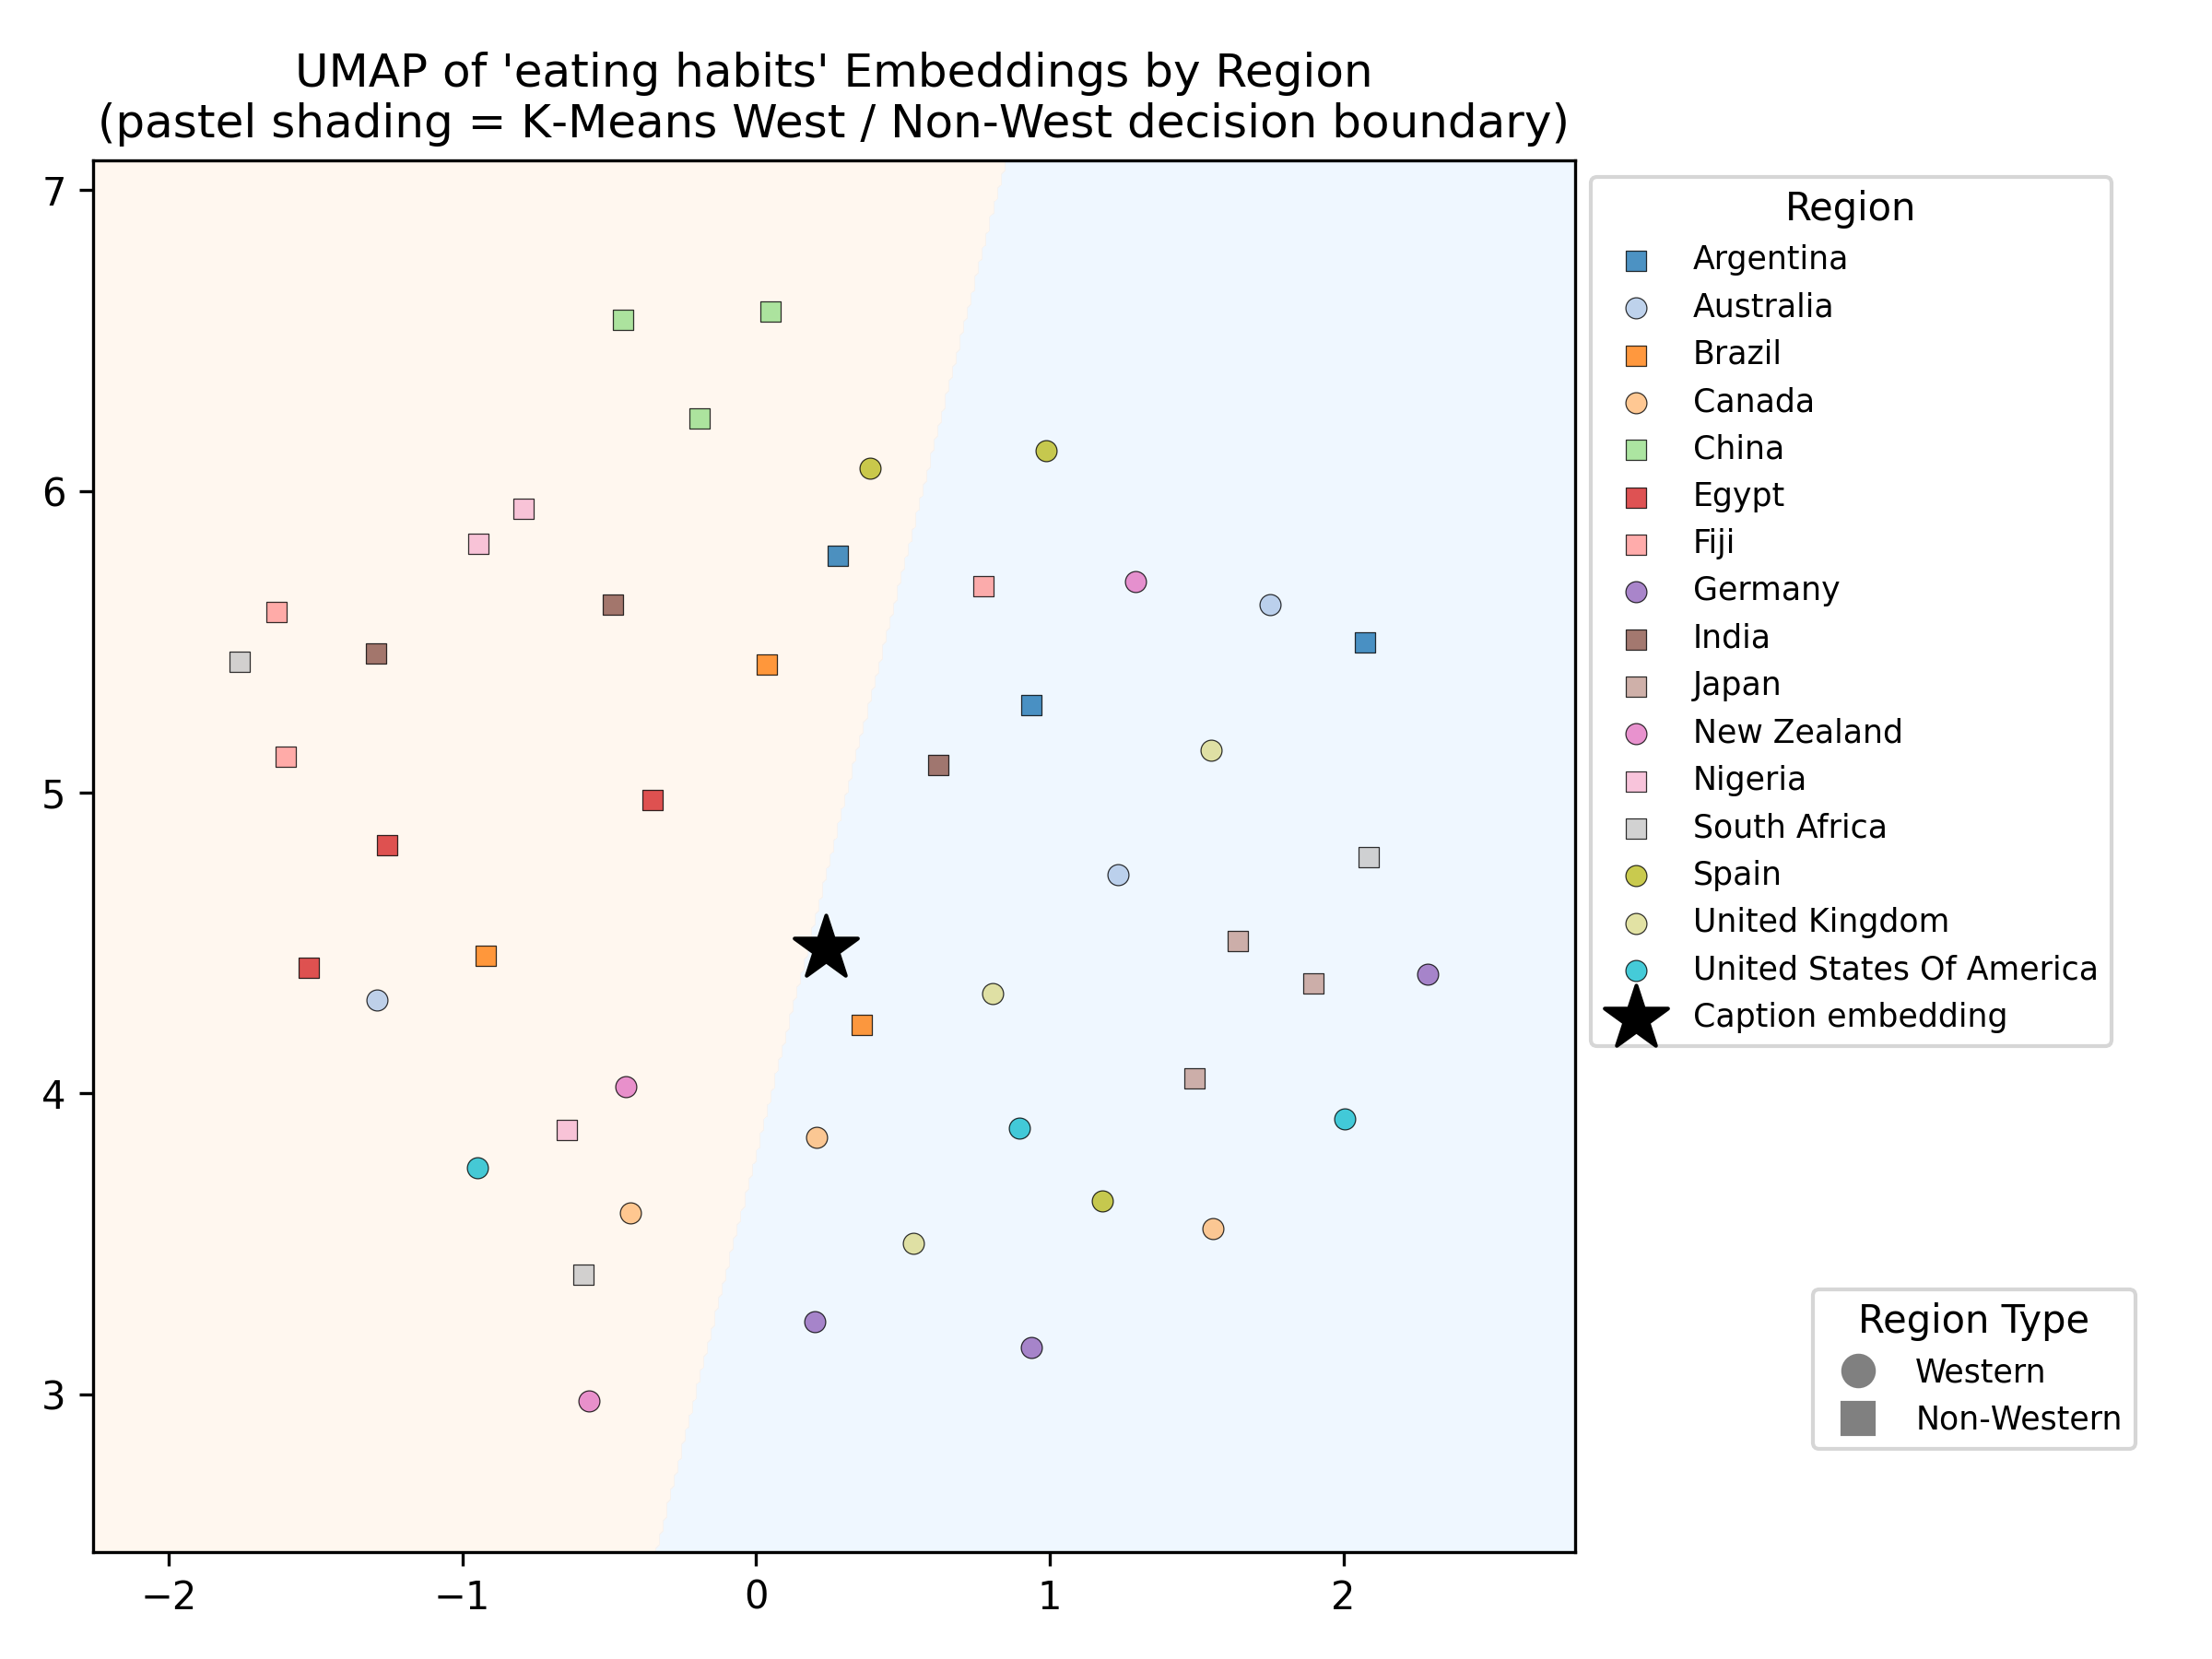 UMAP of 'eating habits' Embeddings by Region
(pastel shading = K-Means West / Non-West decision boundary)
7
6
5
4
3
−2
−1
0
1
2
Region
Argentina
Australia
Brazil
Canada
China
Egypt
Fiji
Germany
India
Japan
New Zealand
Nigeria
South Africa
Spain
United Kingdom
United States Of America
Caption embedding
Region Type
Western
Non-Western